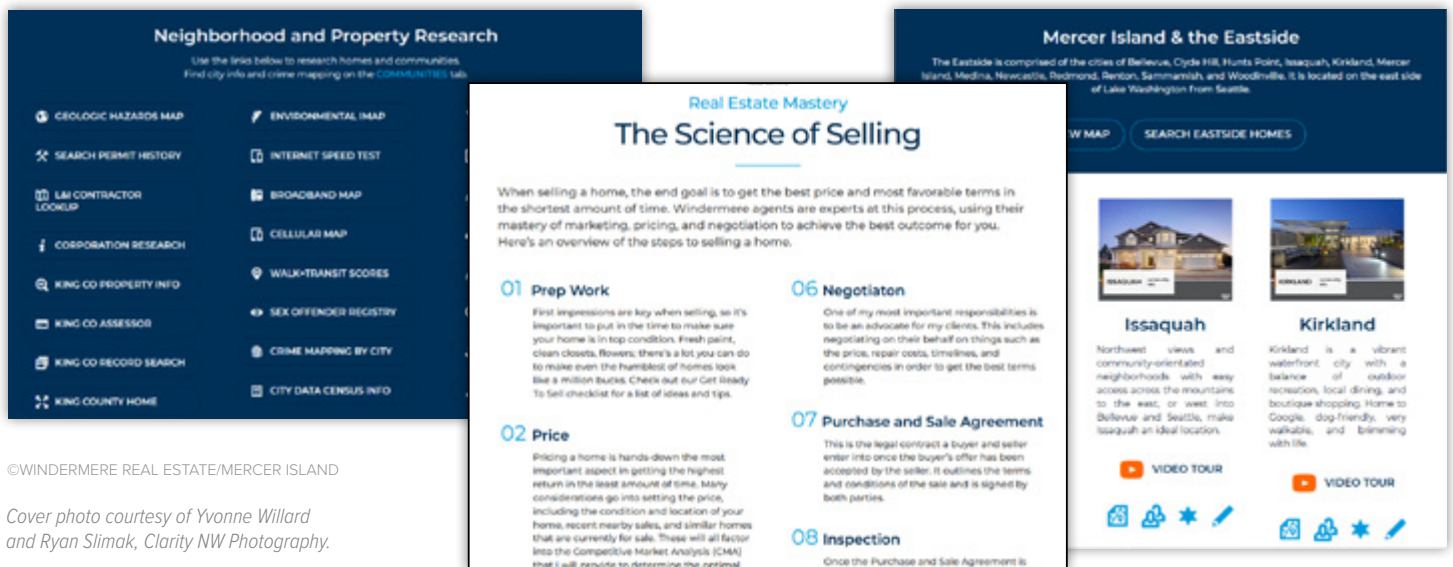 Neighborhood and Property Research
Use the links below to research homes and communities.
Find city info and crime mapping on the COMMUNITIES tab.
GEOLOGIC HAZARDS MAP
SEARCH PERMIT HISTORY
L&I CONTRACTOR
LOOKUP
CORPORATION RESEARCH
KING CO PROPERTY INFO
KING CO ASSESSOR
KING CO RECORD SEARCH
KING COUNTY HOME
ENVIRONMENTAL IMAP
INTERNET SPEED TEST
BROADBAND MAP
CELLULAR MAP
WALK+TRANSIT SCORES
SEX OFFENDER REGISTRY
CRIME MAPPING BY CITY
CITY DATA CENSUS INFO
©WINDERMERE REAL ESTATE/MERCER ISLAND
Cover photo courtesy of Yvonne Willard
and Ryan Slimak, Clarity NW Photography.
Real Estate Mastery
The Science of Selling
When selling a home, the end goal is to get the best price and most favorable terms in
the shortest amount of time. Windermere agents are experts at this process, using their
mastery of marketing, pricing, and negotiation to achieve the best outcome for you.
Here's an overview of the steps to selling a home.
01 Prep Work
First impressions are key when selling, so it's
important to put in the time to make sure
your home is in top condition. Fresh paint,
clean closets, flowers; there's a lot you can do
to make even the humblest of homes look
like a million bucks. Check out our Get Ready
To Sell checklist for a list of ideas and tips.
02 Price
Pricing a home is hands-down the most
important aspect in getting the highest
return in the least amount of time. Many
considerations go into setting the price,
including the condition and location of your
home, recent nearby sales, and similar homes
that are currently for sale. These will all factor
into the Competitive Market Analysis (CMA)
that I will provide to determine the optimal
06 Negotiaton
One of my most important responsibilities is
to be an advocate for my clients. This includes
negotiating on their behalf on things such as
the price, repair costs, timelines, and
contingencies in order to get the best terms
possible.
07 Purchase and Sale Agreement
This is the legal contract a buyer and seller
enter into once the buyer's offer has been
accepted by the seller. It outlines the terms
and conditions of the sale and is signed by
both parties.
08 Inspection
Once the Purchase and Sale Agreement is
Mercer Island & the Eastside
The Eastside is comprised of the cities of Bellevue, Clyde Hill, Hunts Point, Issaquah, Kirkland, Mercer
Island, Medina, Newcastle, Redmond, Renton, Sammamish, and Woodinville. It is located on the east side
of Lake Washington from Seattle.
W MAP
SEARCH EASTSIDE HOMES
ISSAQUAH
KIRKLAND
Issaquah
Northwest views and
community-orientated
neighborhoods with easy
access across the mountains
to the east, or west into
Bellevue and Seattle, make
Issaquah an ideal location.
VIDEO TOUR
Kirkland
Kirkland is a vibrant
waterfront city with a
balance of outdoor
recreation, local dining, and
boutique shopping. Home to
Google, dog-friendly, very
walkable, and brimming
with life.
VIDEO TOUR